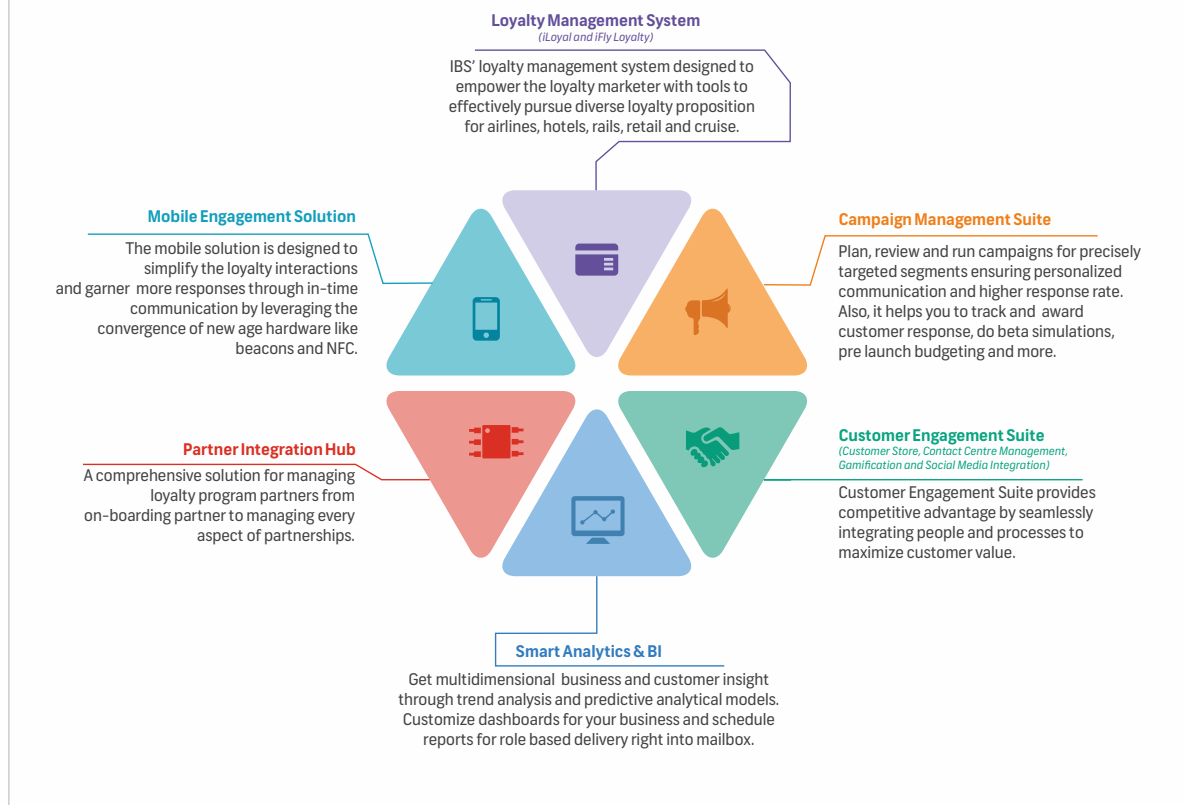 Loyalty Management System
(iLoyal and iFly Loyalty)
IBS' loyalty management system designed to
empower the loyalty marketer with tools to
effectively pursue diverse loyalty proposition
for airlines, hotels, rails, retail and cruise.
Mobile Engagement Solution
The mobile solution is designed to
simplify the loyalty interactions
and garner more responses through in-time
communication by leveraging the
convergence of new age hardware like
beacons and NFC.
Campaign Management Suite
Plan, review and run campaigns for precisely
targeted segments ensuring personalized
communication and higher response rate.
Also, it helps you to track and award
customer response, do beta simulations,
pre launch budgeting and more.
Partner Integration Hub
A comprehensive solution for managing
loyalty program partners from
on-boarding partner to managing every
aspect of partnerships.
Customer Engagement Suite
(Customer Store, Contact Centre Management,
Gamification and Social Media Integration)
Customer Engagement Suite provides
competitive advantage by seamlessly
integrating people and processes to
maximize customer value.
Smart Analytics & BI
Get multidimensional business and customer insight
through trend analysis and predictive analytical models.
Customize dashboards for your business and schedule
reports for role based delivery right into mailbox.